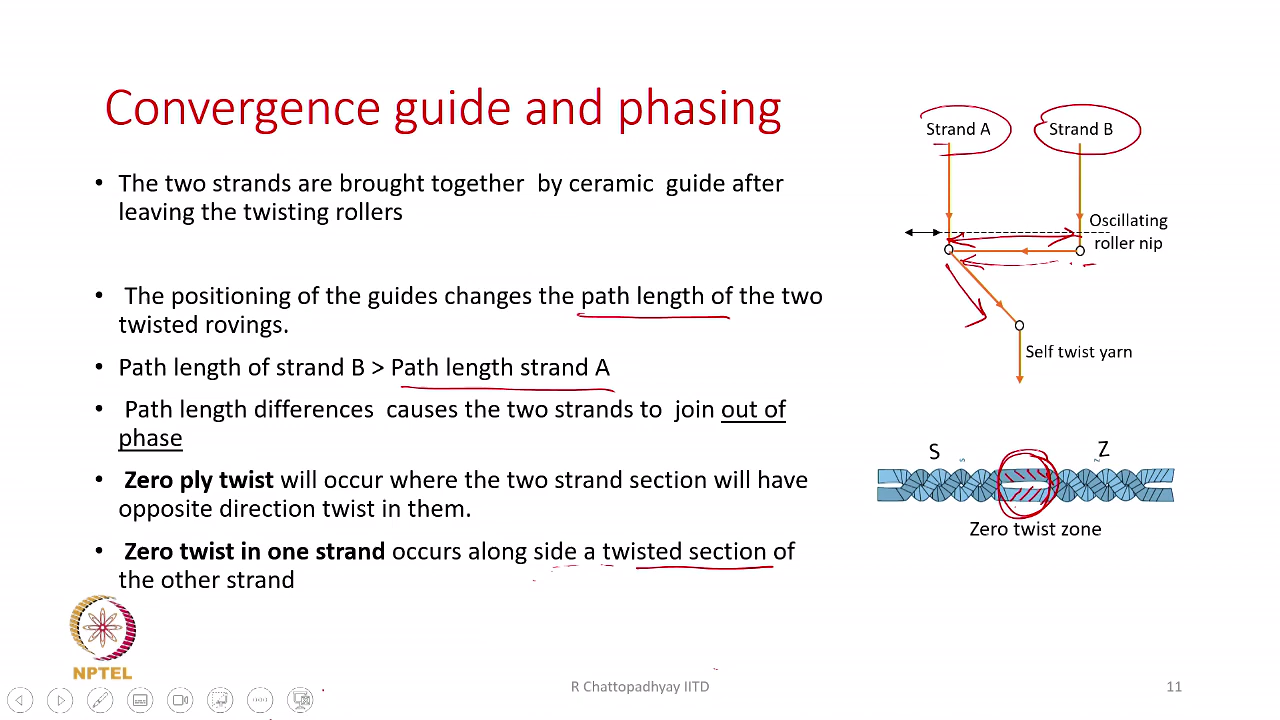 Convergence guide and phasing
• The two strands are brought together by ceramic guide after
leaving the twisting rollers
• The positioning of the guides changes the path length of the two
twisted rovings.
• Path length of strand B > Path length strand A
• Path length differences causes the two strands to join out of
phase
• Zero ply twist will occur where the two strand section will have
opposite direction twist in them.
• Zero twist in one strand occurs along side a twisted section of
the other strand
Strand A
Strand B
Oscillating
roller nip
Self twist yarn
S
Z
Zero twist zone
NPTEL
R Chattopadhyay IITD
11